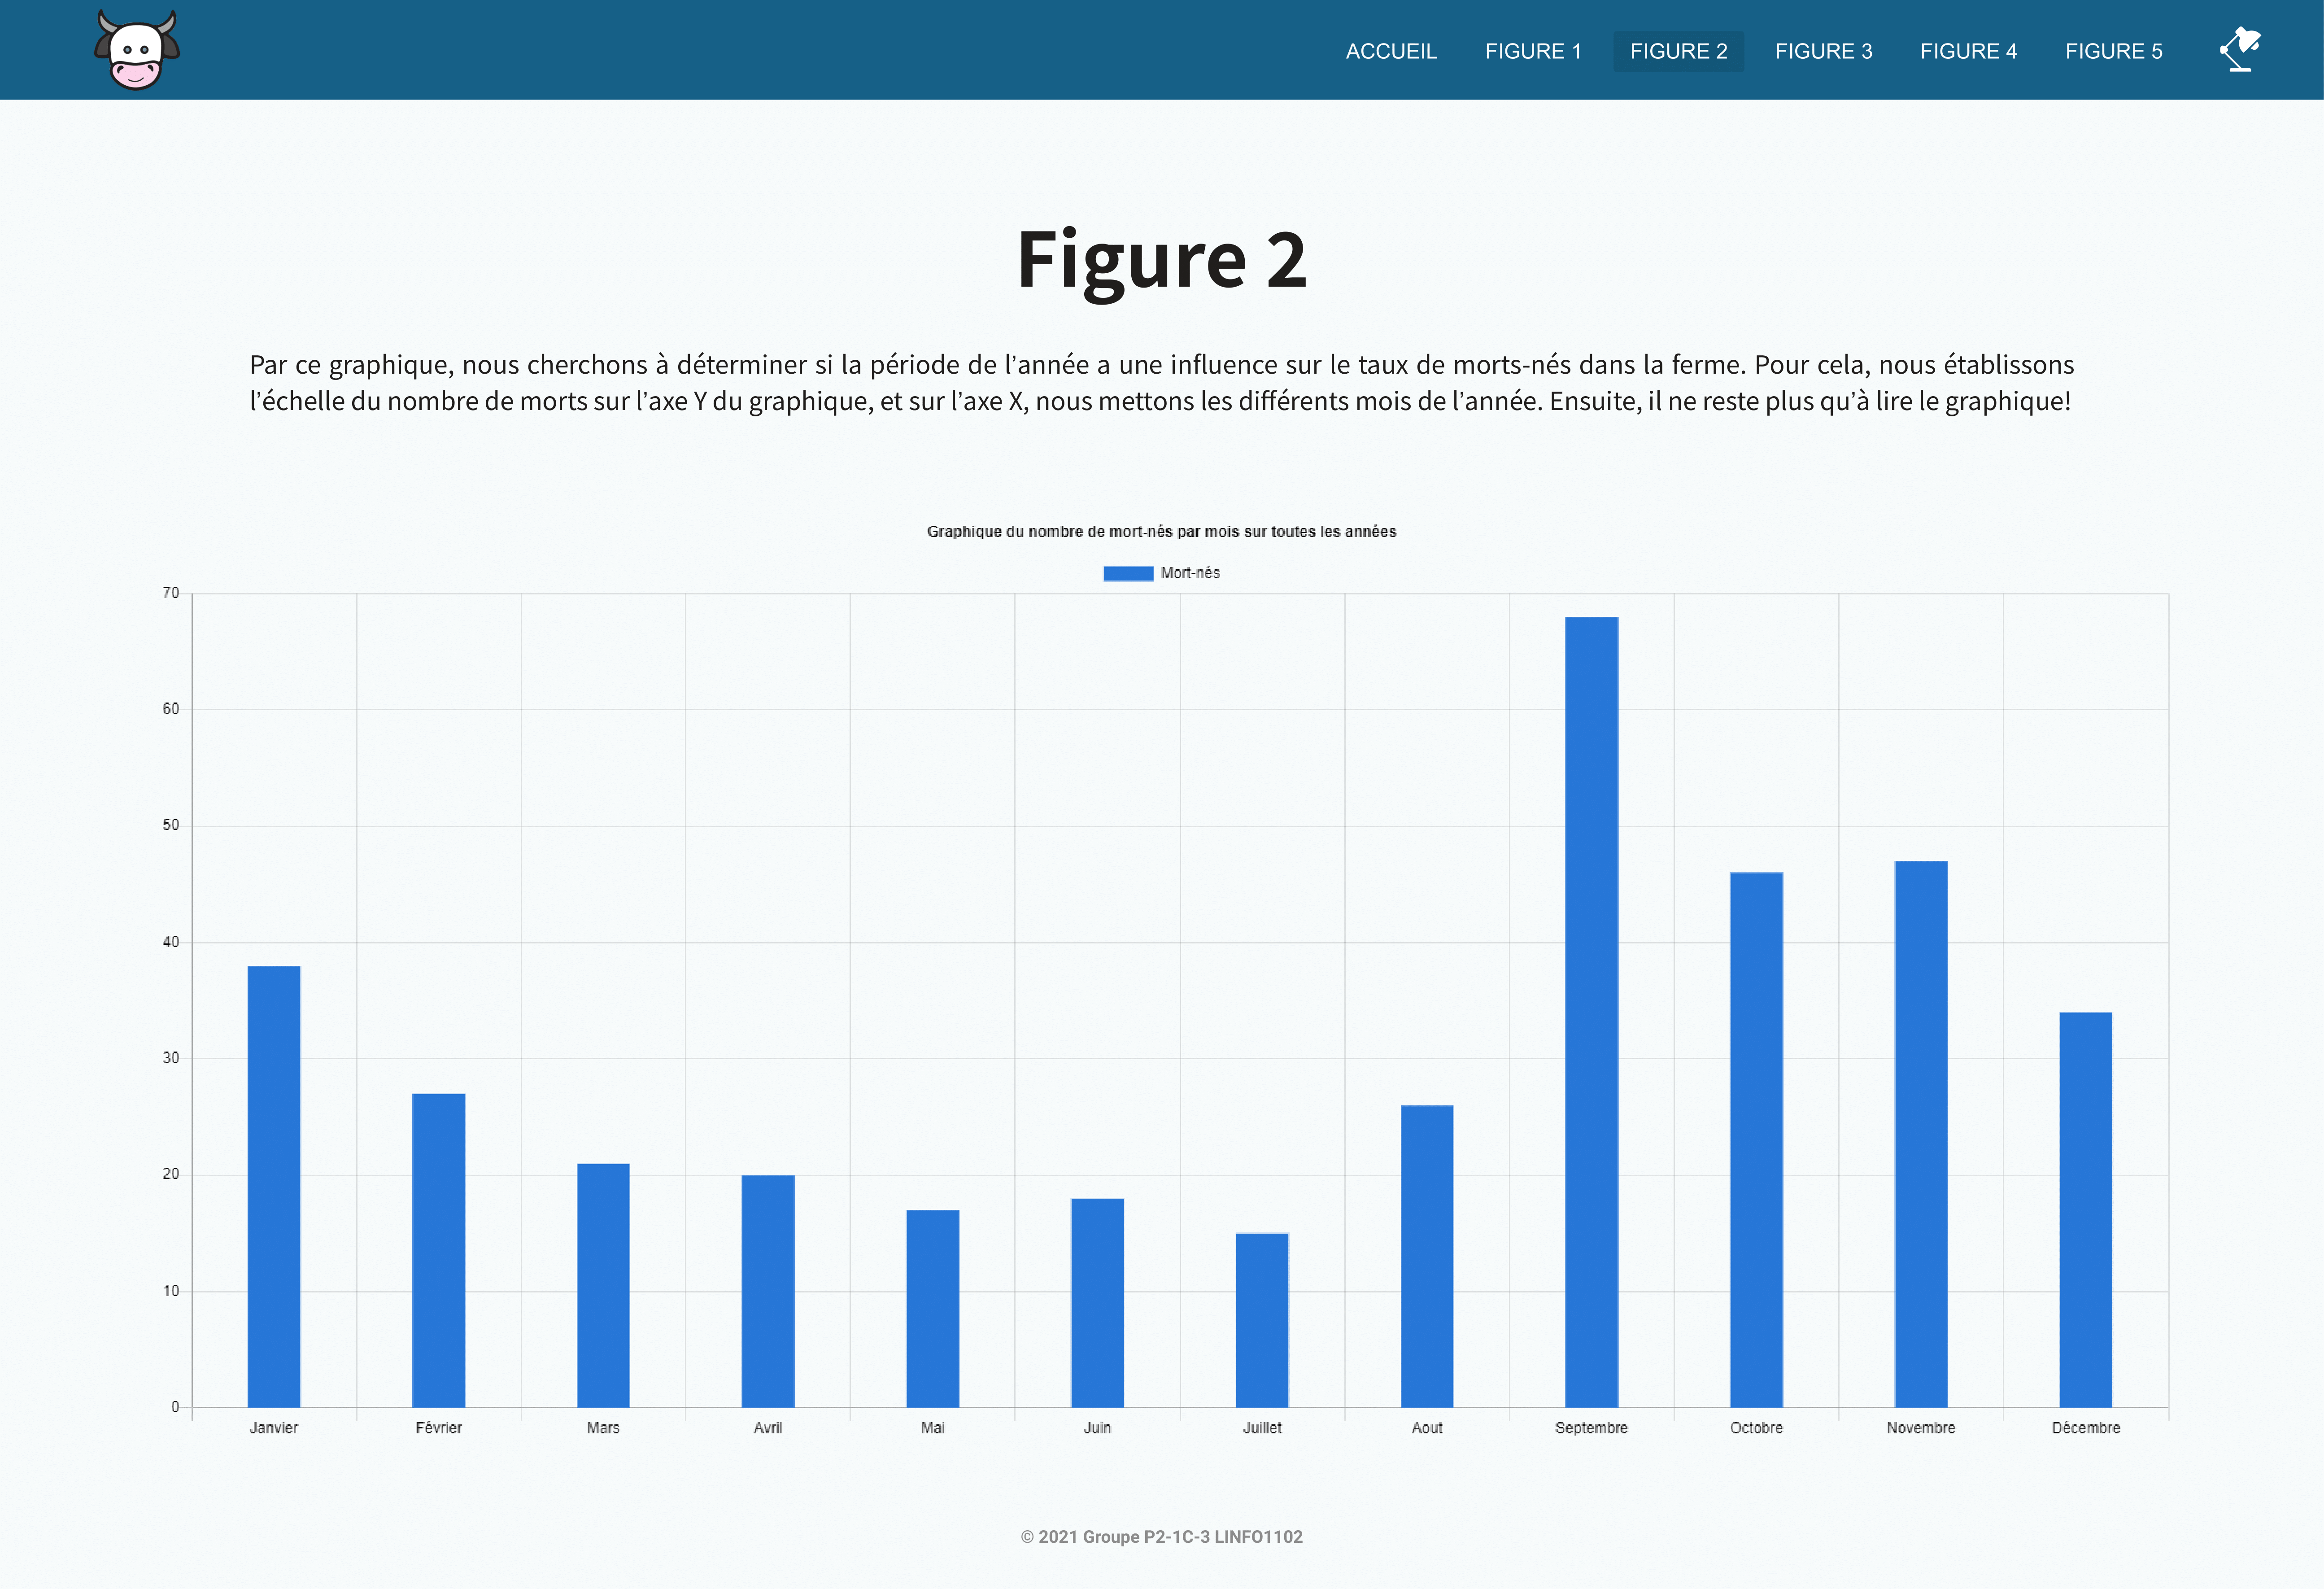 ACCUEIL FIGURE 1 FIGURE 2 FIGURE 3 FIGURE 4 FIGURE 5
Figure 2
Par ce graphique, nous cherchons à déterminer si la période de l’année a une influence sur le taux de morts-nés dans la ferme. Pour cela, nous établissons
l’échelle du nombre de morts sur l’axe Y du graphique, et sur l’axe X, nous mettons les différents mois de l’année. Ensuite, il ne reste plus qu’à lire le graphique!
Graphique du nombre de mort-nés par mois sur toutes les années
Mort-nés
70
60
50
40
30
20
10
0
Janvier Février Mars Avril Mai Juin Juillet Aout Septembre Octobre Novembre Décembre
© 2021 Groupe P2-1C-3 LINFO1102